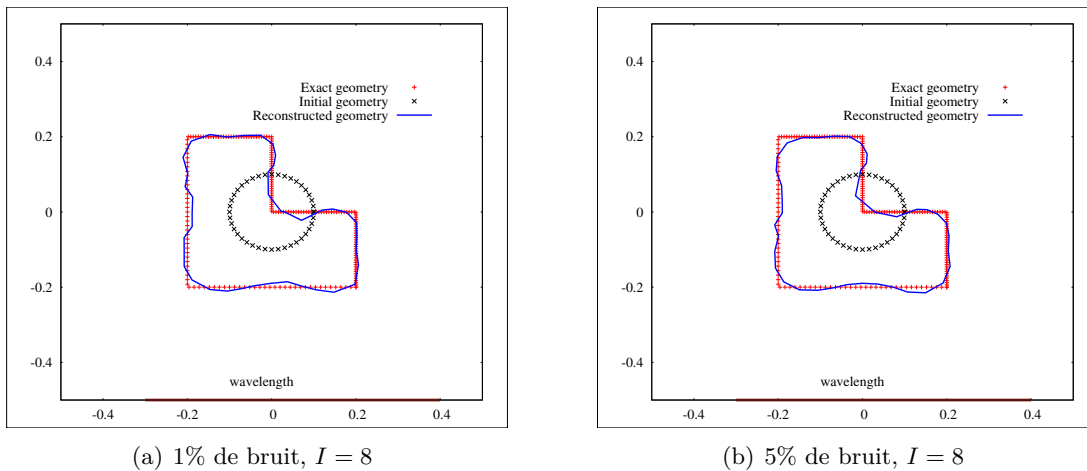 0.4
0.2
0
-0.2
-0.4
-0.4
-0.2
0
0.2
0.4
Exact geometry
Initial geometry
Reconstructed geometry
wavelength
(a) 1% de bruit, I = 8
0.4
0.2
0
-0.2
-0.4
-0.4
-0.2
0
0.2
0.4
Exact geometry
Initial geometry
Reconstructed geometry
wavelength
(b) 5% de bruit, I = 8